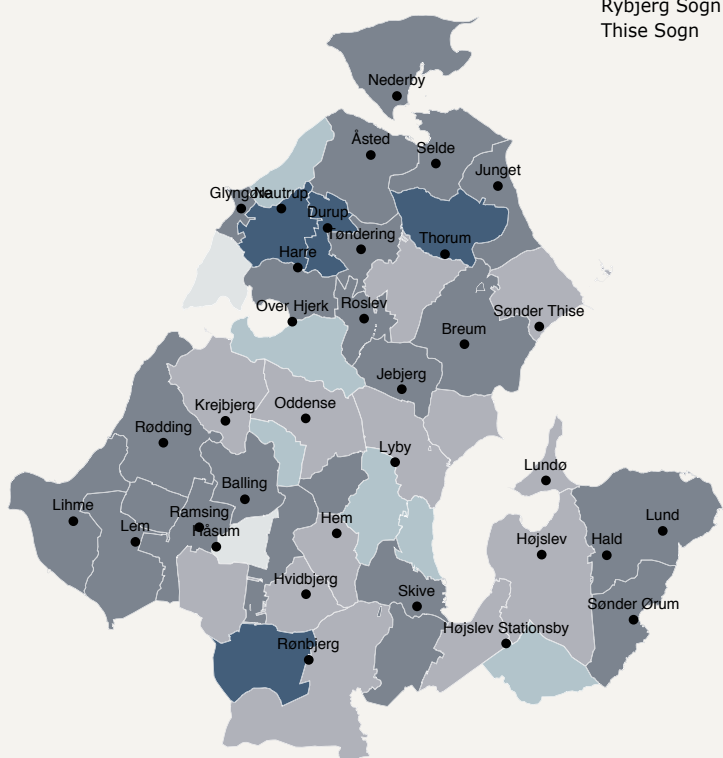 Rybjerg Sogn
Thise Sogn
Nederby
Åsted
Selde
Junget
Glyngøre
Nautrup
Durup
Tøndering
Thorum
Harre
Over Hjerk
Roslev
Sønder Thise
Breum
Jebjerg
Krejbjerg
Oddense
Rødding
Lyby
Lundø
Balling
Lihme
Ramsing
Lem
Håsum
Hem
Lund
Højslev
Hald
Hvidbjerg
Skive
Sønder Ørum
Højslev Stationsby
Rønbjerg